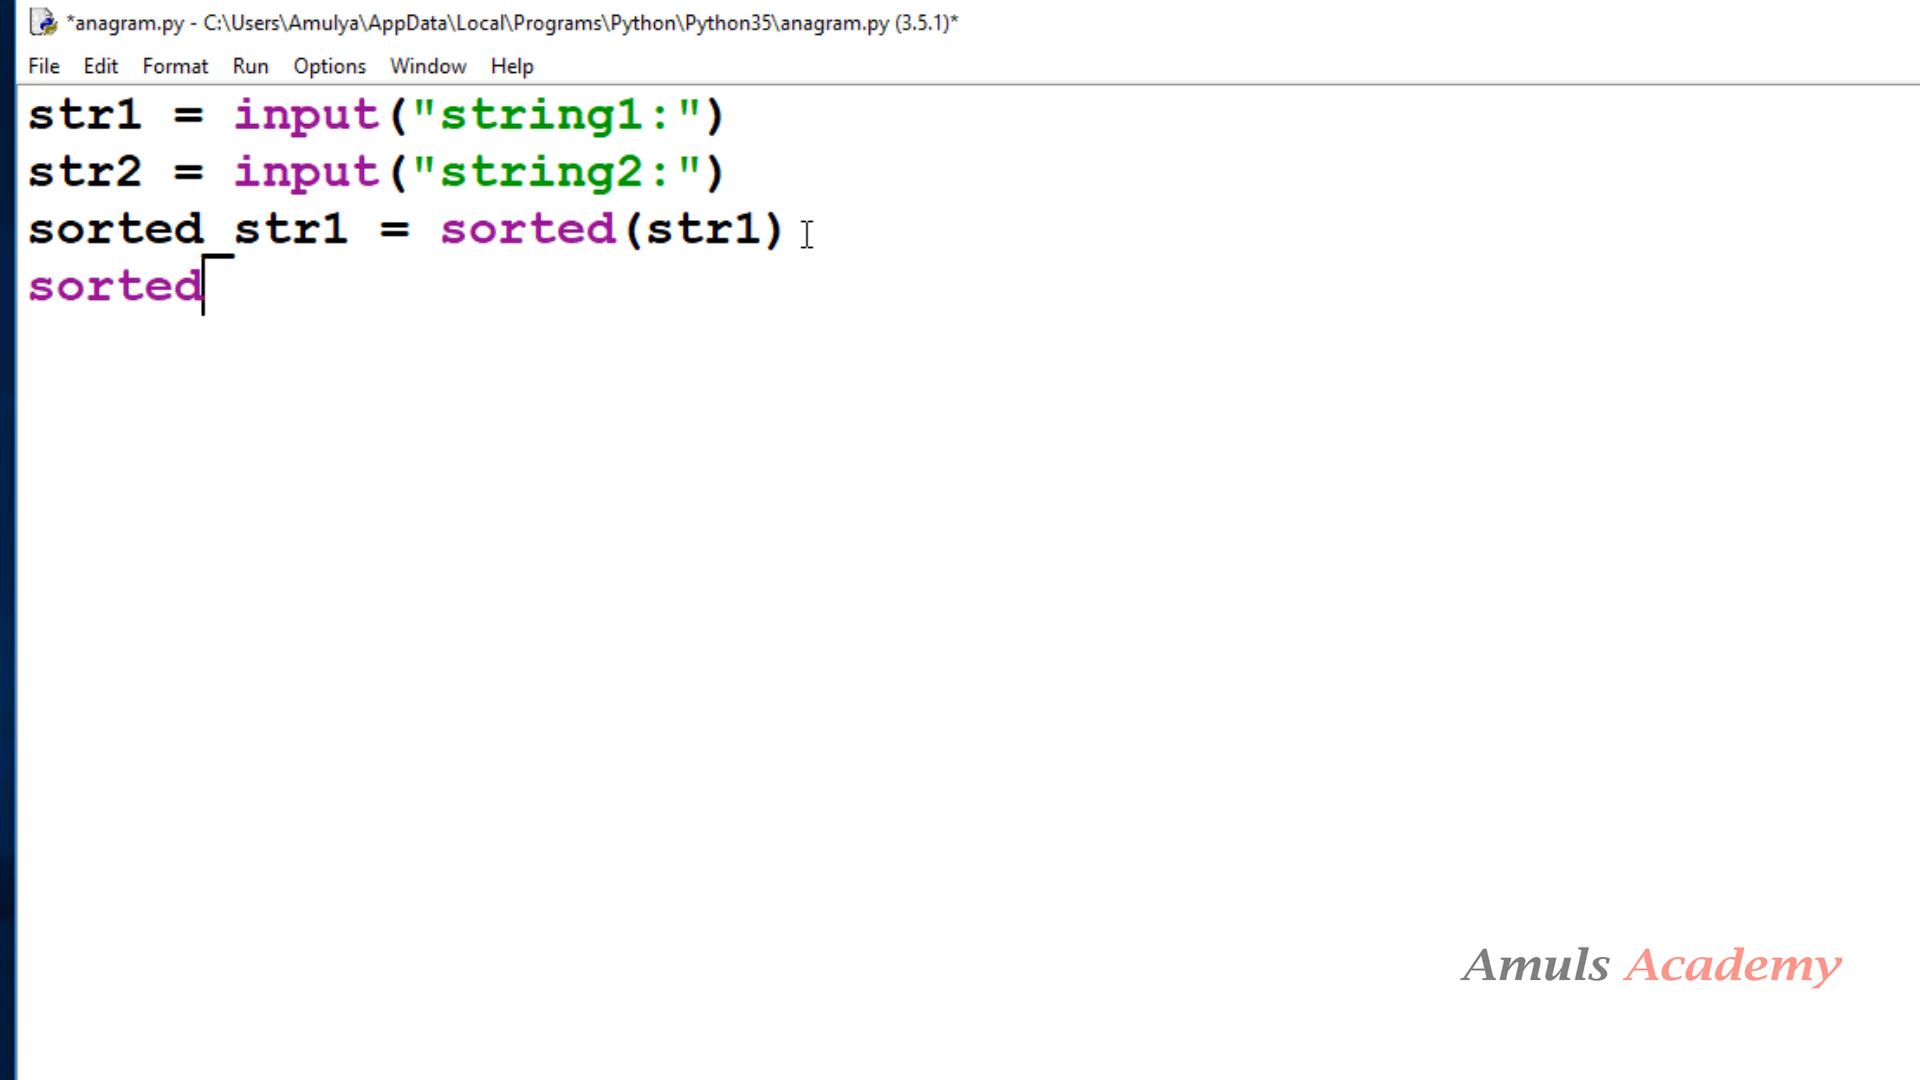 *anagram.py - C:\Users\Amulya\AppData\Local\Programs\Python\Python35\anagram.py (3.5.1)*
File Edit Format Run Options Window Help
str1 = input("string1:")
str2 = input("string2:")
sorted_str1 = sorted(str1)
sorted
Amuls Academy